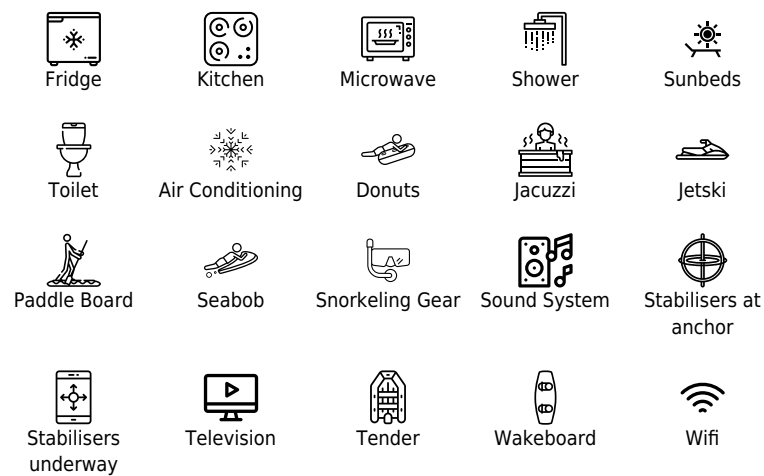 Fridge
Kitchen
Microwave
Shower
Sunbeds
Toilet
Air Conditioning
Donuts
Jacuzzi
Jetski
Paddle Board
Seabob
Snorkeling Gear
Sound System
Stabilisers at
anchor
Stabilisers
underway
Television
Tender
Wakeboard
Wifi